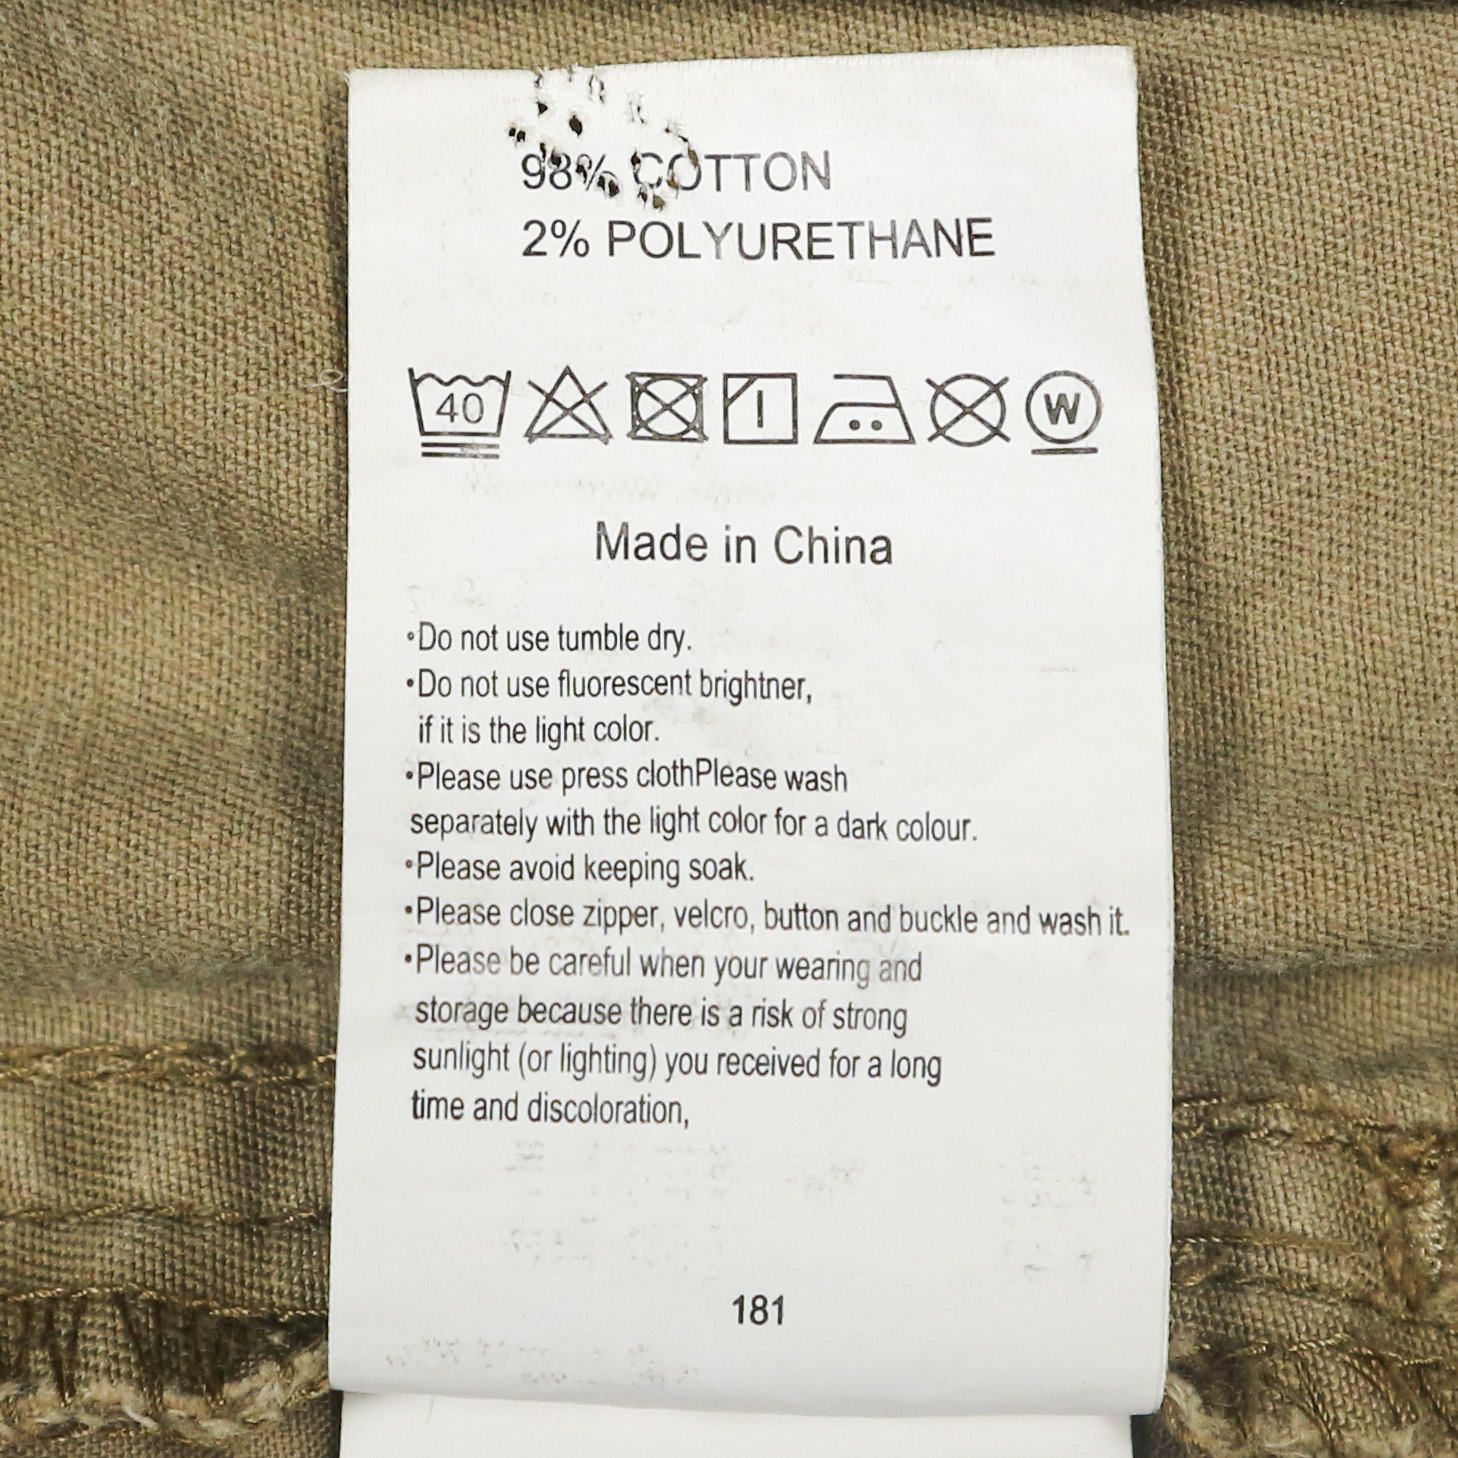 98% COTTON
2% POLYURETHANE
40 W
Made in China
•Do not use tumble dry.
•Do not use fluorescent brightner,
if it is the light color.
•Please use press clothPlease wash
separately with the light color for a dark colour.
•Please avoid keeping soak.
•Please close zipper, velcro, button and buckle and wash it.
•Please be careful when your wearing and
storage because there is a risk of strong
sunlight (or lighting) you received for a long
time and discoloration,
181